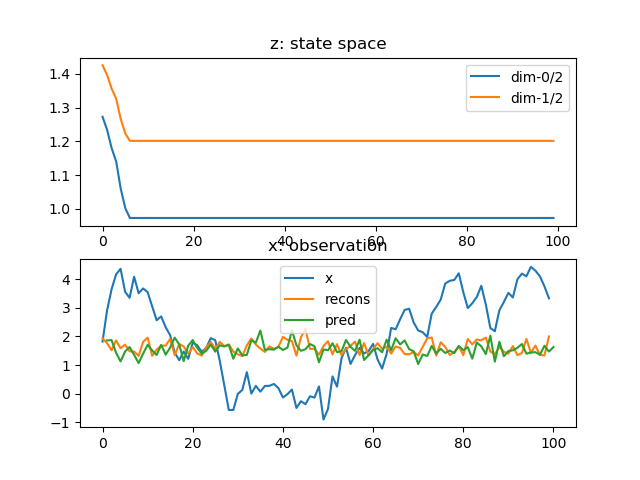 z: state space
1.4
1.3
1.2
1.1
1.0
dim-0/2
dim-1/2
0 20 40 60 80 100
x: observation
4
3
2
1
0
−1
x
recons
pred
0 20 40 60 80 100